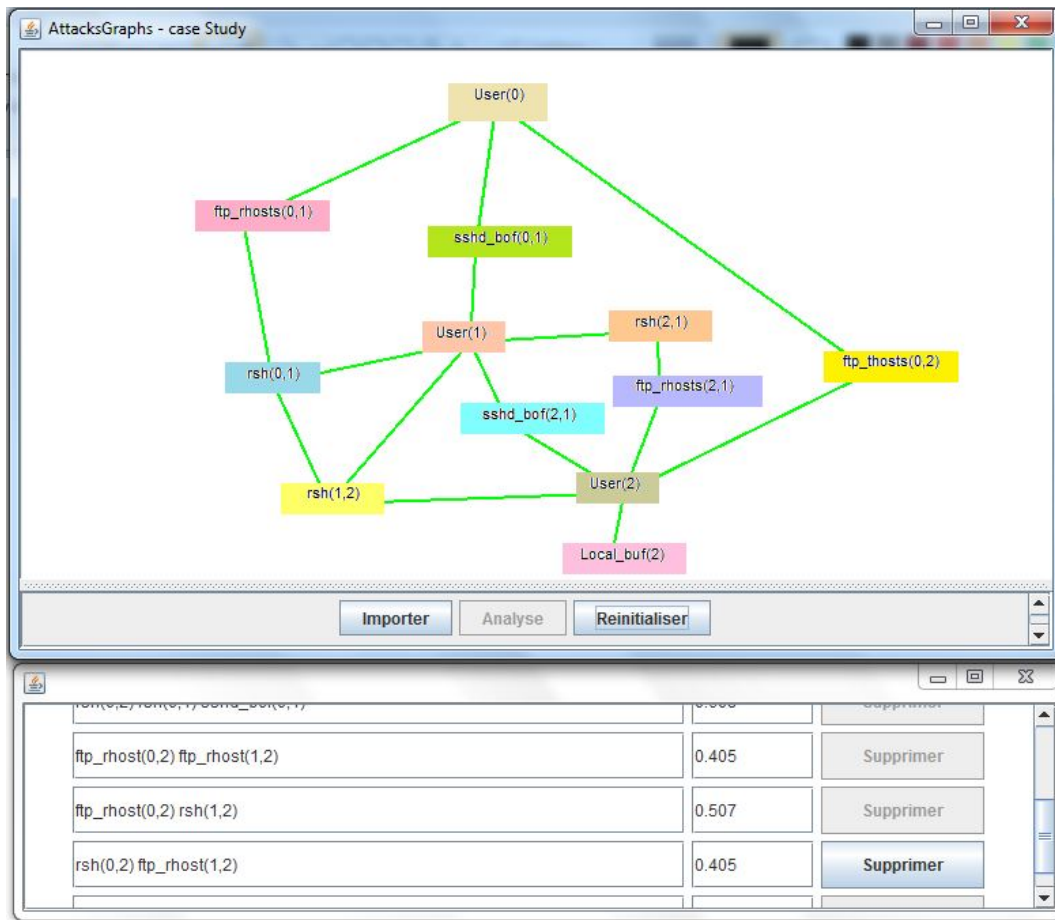 AttacksGraphs - case Study
User(0)
ftp_rhosts(0,1)
sshd_bof(0,1)
rsh(2,1)
User(1)
ftp_thosts(0,2)
rsh(0,1)
ftp_rhosts(2,1)
sshd_bof(2,1)
User(2)
rsh(1,2)
Local_buf(2)
Importer Analyse Reinitialiser
ftp_rhost(0,2) ftp_rhost(1,2) 0.405 Supprimer
ftp_rhost(0,2) rsh(1,2) 0.507 Supprimer
rsh(0,2) ftp_rhost(1,2) 0.405 Supprimer